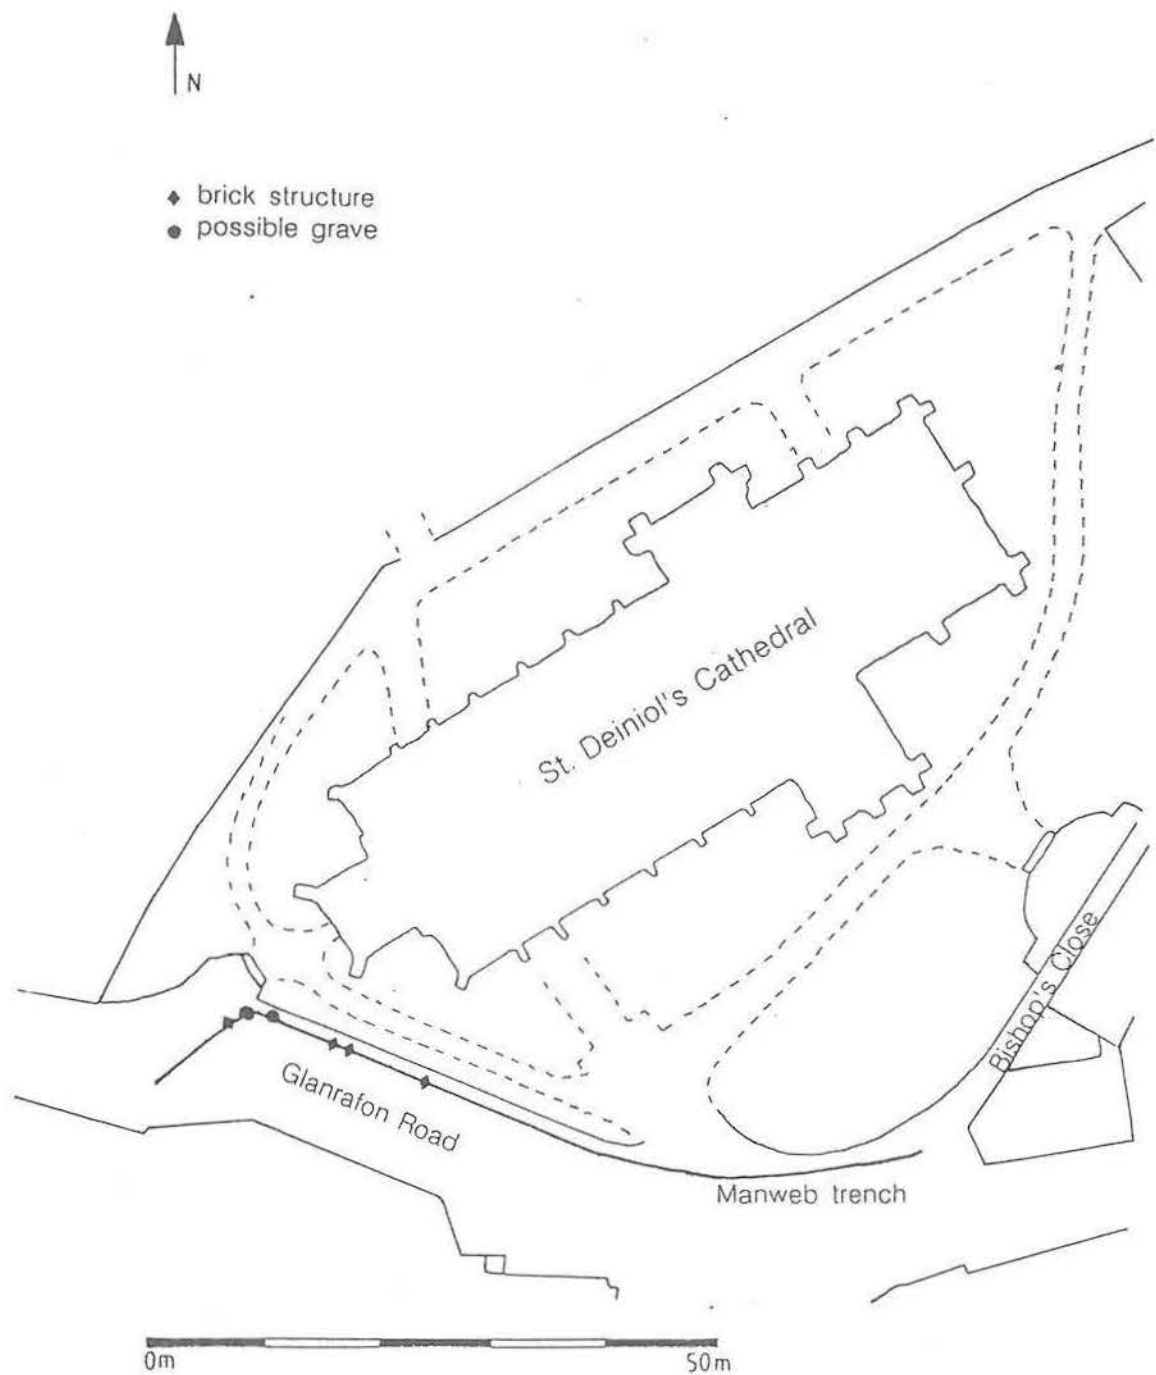 N
brick structure
possible grave
St. Deiniol's Cathedral
Bishop's Close
Glanrafon Road
Manweb trench
0m 50m